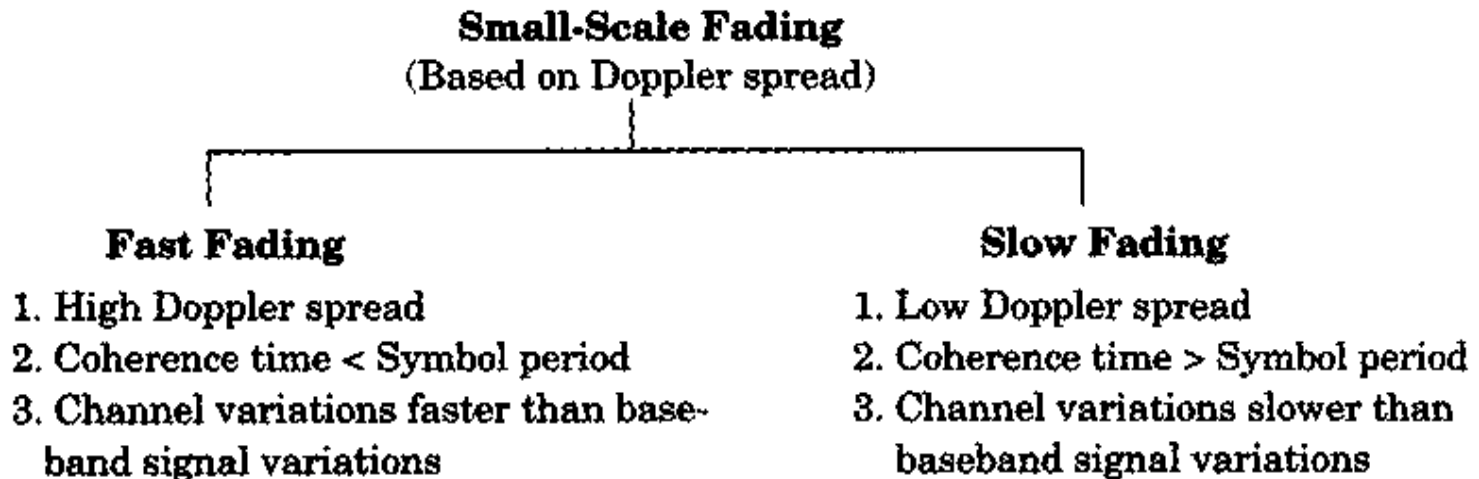 Small-Scale Fading
(Based on Doppler spread)
Fast Fading
1. High Doppler spread
2. Coherence time < Symbol period
3. Channel variations faster than base-
band signal variations
Slow Fading
1. Low Doppler spread
2. Coherence time > Symbol period
3. Channel variations slower than
baseband signal variations